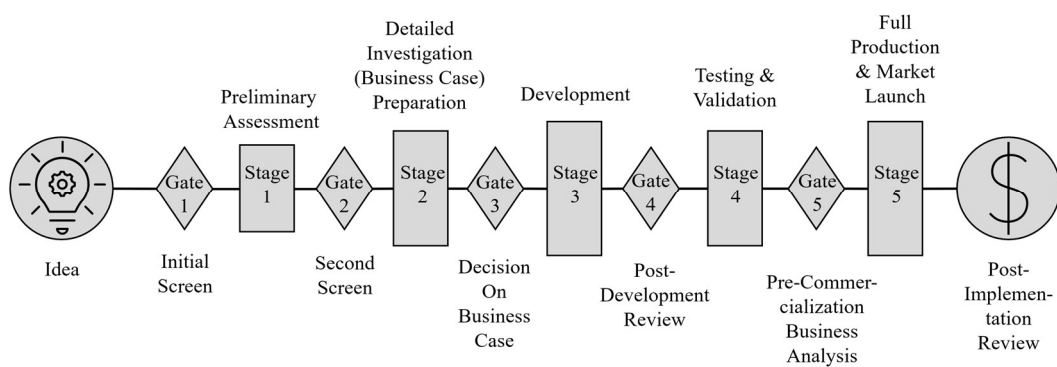 Idea
Gate
1
Initial
Screen
Preliminary
Assessment
Stage
1
Gate
2
Second
Screen
Detailed
Investigation
(Business Case)
Preparation
Stage
2
Gate
3
Decision
On
Business
Case
Development
Stage
3
Gate
4
Post-
Development
Review
Testing &
Validation
Stage
4
Gate
5
Pre-Commer-
cialization
Business
Analysis
Full
Production
& Market
Launch
Stage
5
$
Post-
Implemen-
tation
Review